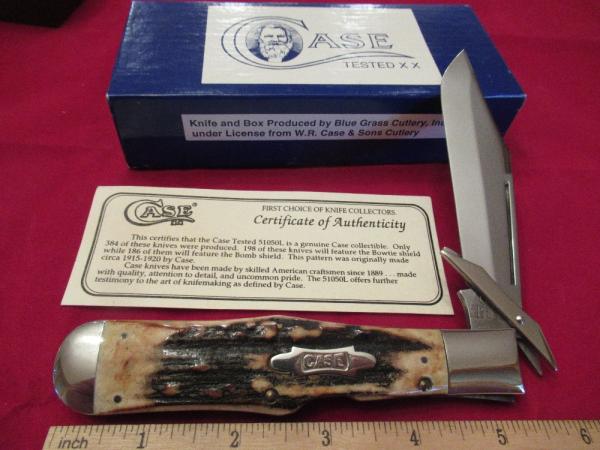 CASE
TESTED XX
Knife and Box Produced by Blue Grass Cutlery, Inc
under License from W.R. Case & Sons Cutlery
CASE
XX
FIRST CHOICE OF KNIFE COLLECTORS.
Certificate of Authenticity
This certifies that the Case Tested 51050L is a genuine Case collectible. Only
384 of these knives were produced. 198 of these knives will feature the Bowtie shield
while 186 of them will feature the Bomb shield. This pattern was originally made
circa 1915-1920 by Case.
Case knives have been made by skilled American craftsmen since 1889 . . . made
with quality, attention to detail, and uncommon pride. The 51050L offers further
testimony to the art of knifemaking as defined by Case.
CASE
inch 1 2 3 4 5 6